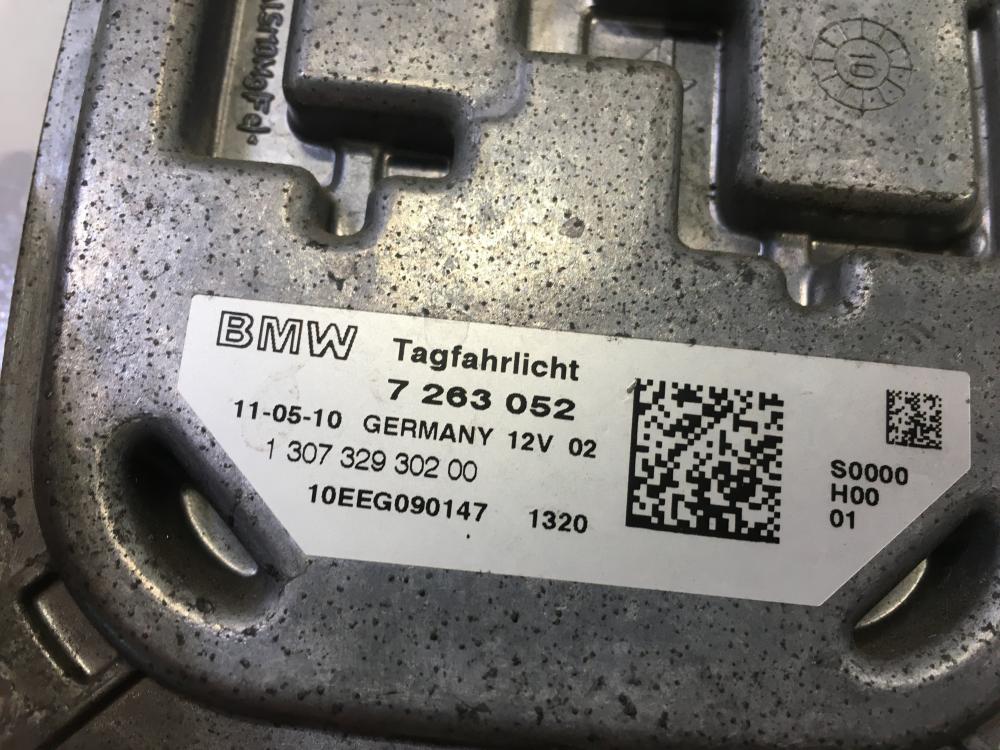 10
BMW Tagfahrlicht
7 263 052
11-05-10 GERMANY 12V 02
1 307 329 302 00
10EEG090147 1320
S0000
H00
01